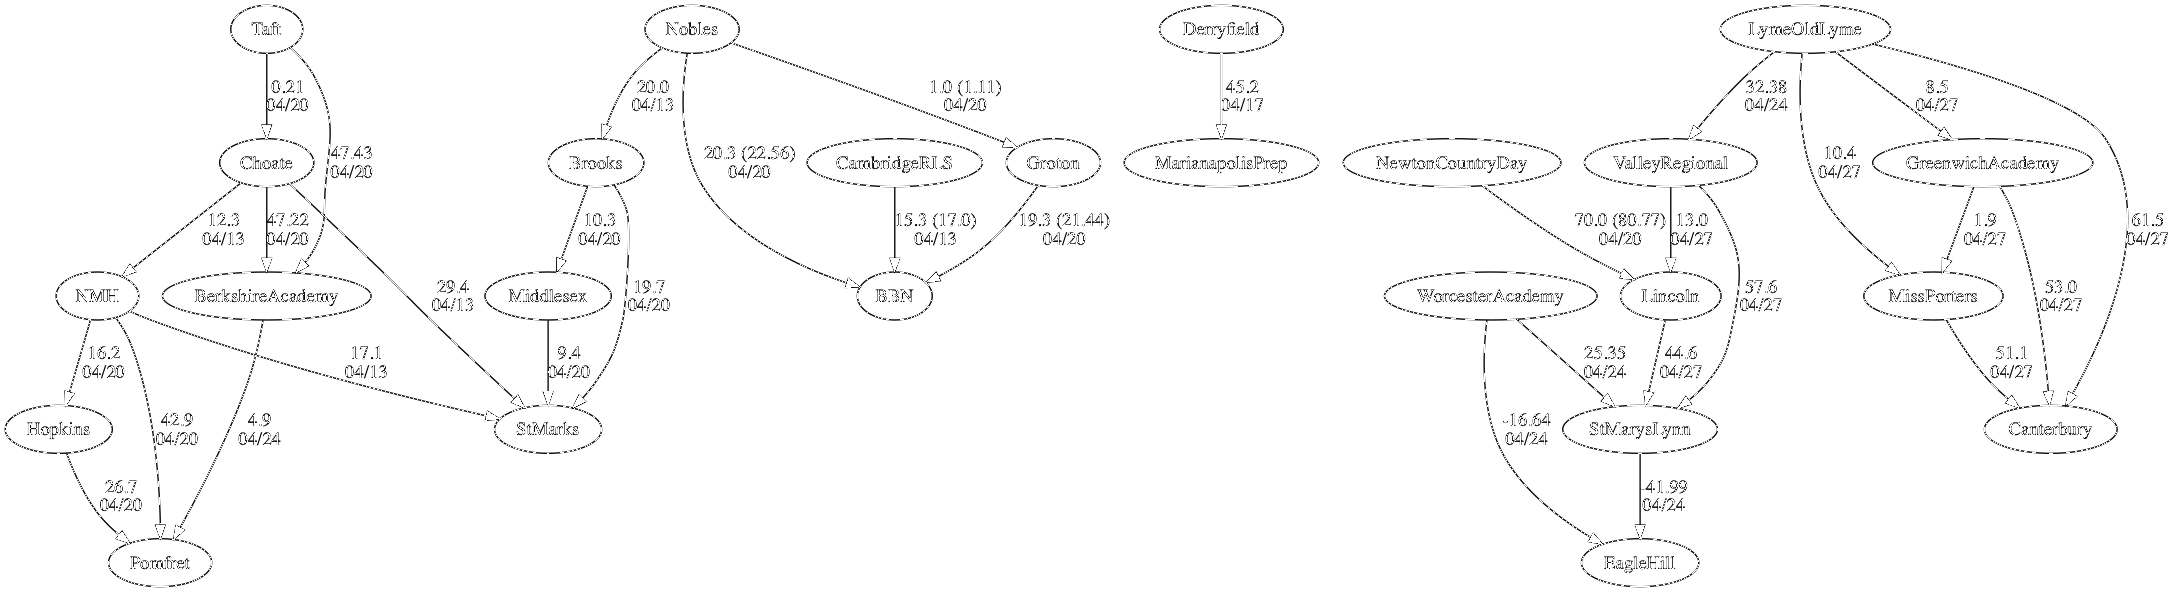 Taft
Nobles
Derryfield
LymeOldLyme
0.21
04/20
20.0
04/13
1.0 (1.11)
04/20
45.2
04/17
32.38
04/24
8.5
04/27
Choate
47.43
04/20
Brooks
20.3 (22.56)
04/20
CambridgeRLS
Groton
MarianapolisPrep
NewtonCountryDay
ValleyRegional
10.4
04/27
GreenwichAcademy
12.3
04/13
47.22
04/20
10.3
04/20
15.3 (17.0)
04/13
19.3 (21.44)
04/20
70.0 (80.77)
04/20
13.0
04/27
1.9
04/27
61.5
04/27
NMH
BerkshireAcademy
29.4
04/13
Middlesex
19.7
04/20
BBN
WorcesterAcademy
Lincoln
57.6
04/27
MissPorters
53.0
04/27
16.2
04/20
17.1
04/13
9.4
04/20
25.35
04/24
44.6
04/27
51.1
04/27
Hopkins
42.9
04/20
4.9
04/24
StMarks
-16.64
04/24
StMarysLynn
Canterbury
26.7
04/20
-41.99
04/24
Pomfret
EagleHill